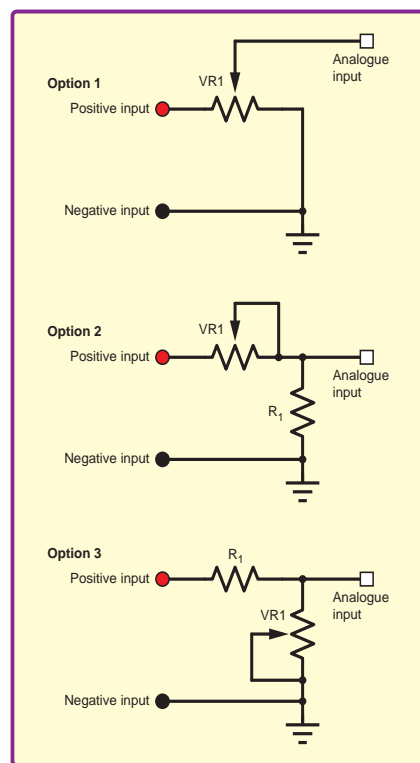 Analogue
input
Option 1
VR1
Positive input
Negative input
Option 2
VR1
Positive input
Analogue
input
R1
Negative input
Option 3
R1
Positive input
Analogue
input
VR1
Negative input